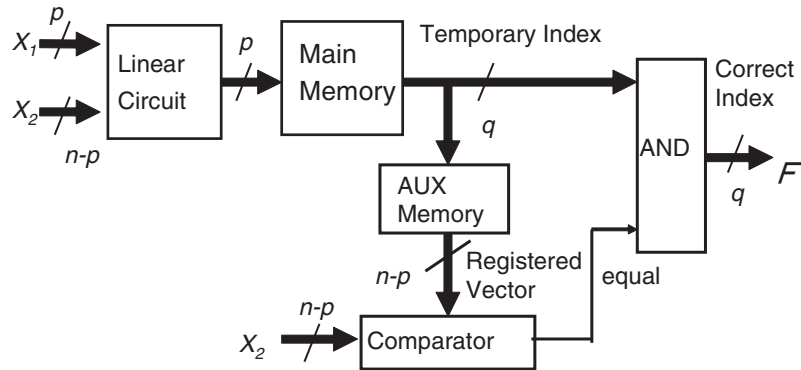 p
X1
Linear
Circuit
X2
n-p
p
Main
Memory
Temporary Index
q
AUX
Memory
n-p
Registered
Vector
X2
n-p
Comparator
equal
AND
Correct
Index
q
F